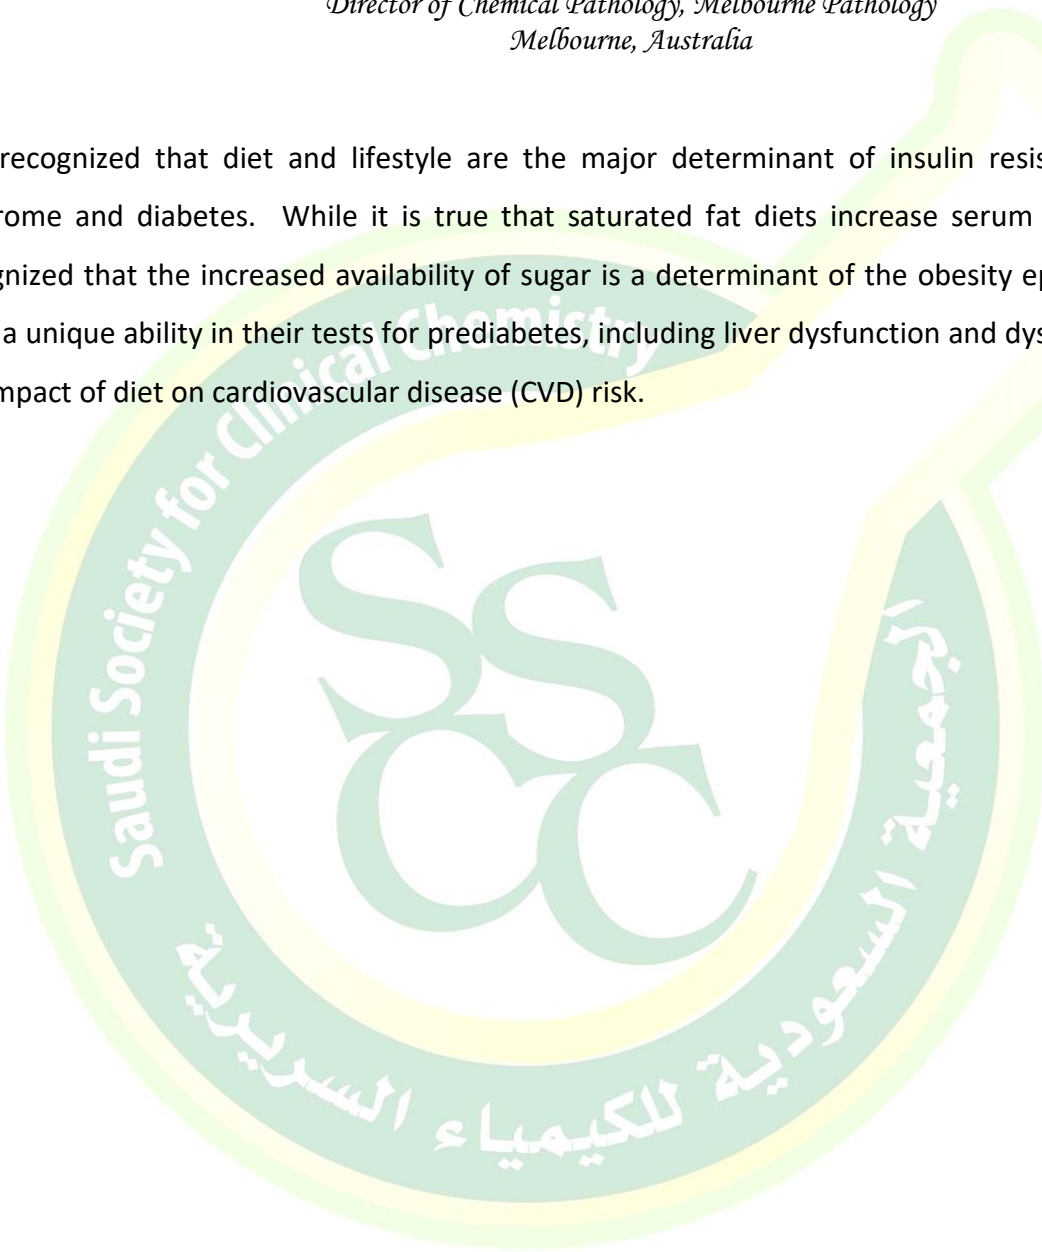 Director of Chemical Pathology, Melbourne Pathology
Melbourne, Australia
recognized that diet and lifestyle are the major determinant of insulin resis
rome and diabetes. While it is true that saturated fat diets increase serum
gnized that the increased availability of sugar is a determinant of the obesity ep
a unique ability in their tests for prediabetes, including liver dysfunction and dys
mpact of diet on cardiovascular disease (CVD) risk.
Saudi Society for Clinical Chemistry
SSCC
الجمعية السعودية للكيمياء السريرية